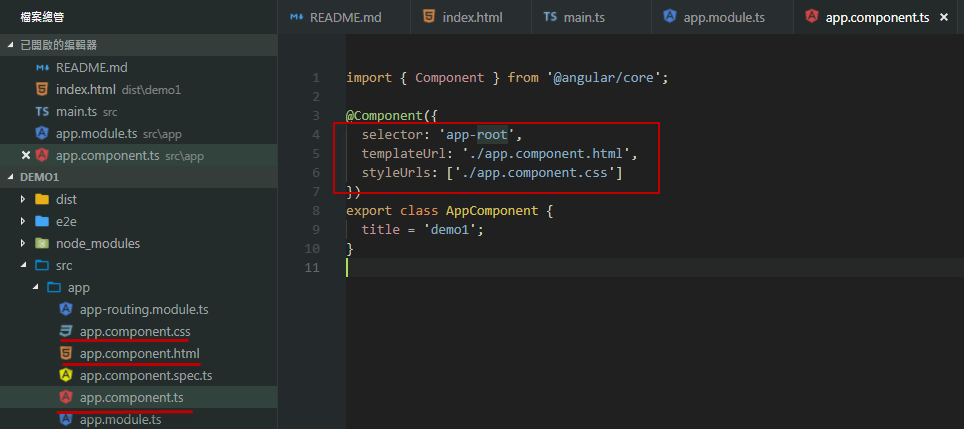 檔案總管
README.md
index.html
TS main.ts
app.module.ts
app.component.ts ×
已開啟的編輯器
README.md
index.html dist\demo1
TS main.ts src
app.module.ts src\app
× app.component.ts src\app
DEMO1
dist
e2e
node_modules
src
app
app-routing.module.ts
app.component.css
app.component.html
app.component.spec.ts
app.component.ts
app.module.ts
1 import { Component } from '@angular/core';
2
3 @Component({
4 selector: 'app-root',
5 templateUrl: './app.component.html',
6 styleUrls: ['./app.component.css']
7 })
8 export class AppComponent {
9 title = 'demo1';
10 }
11